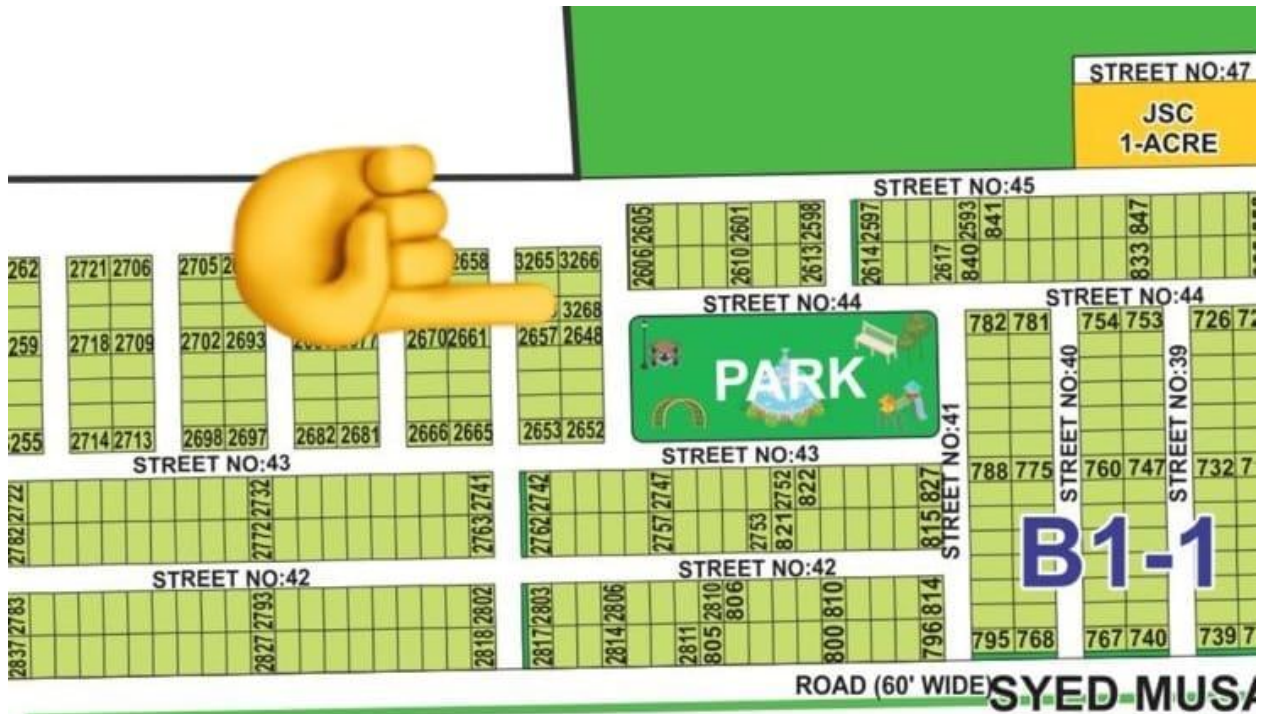 STREET NO:47
JSC
1-ACRE
STREET NO:45
2605 2601 2598 2597 2593 841 847
2606 2610 2613 2614 2617 840 833
262 2721 2706 2705 2658 3265 3266
3268
STREET NO:44 STREET NO:44
259 2718 2709 2702 2693 2670 2661 2657 2648
782 781 754 753 726
PARK
STREET NO:41
STREET NO:40
STREET NO:39
255 2714 2713 2698 2697 2682 2681 2666 2665 2653 2652
STREET NO:43 STREET NO:43
788 775 760 747 732
2722 2732 2741 2742 2747 2752 822 827
2782 2772 2763 2762 2757 2753 821 815
B1-1
STREET NO:42 STREET NO:42
2783 2793 2802 2803 2806 2810 806 810 814
2837 2827 2818 2817 2814 2811 805 800 796
795 768 767 740 739
ROAD (60' WIDE)
SYED MUSA